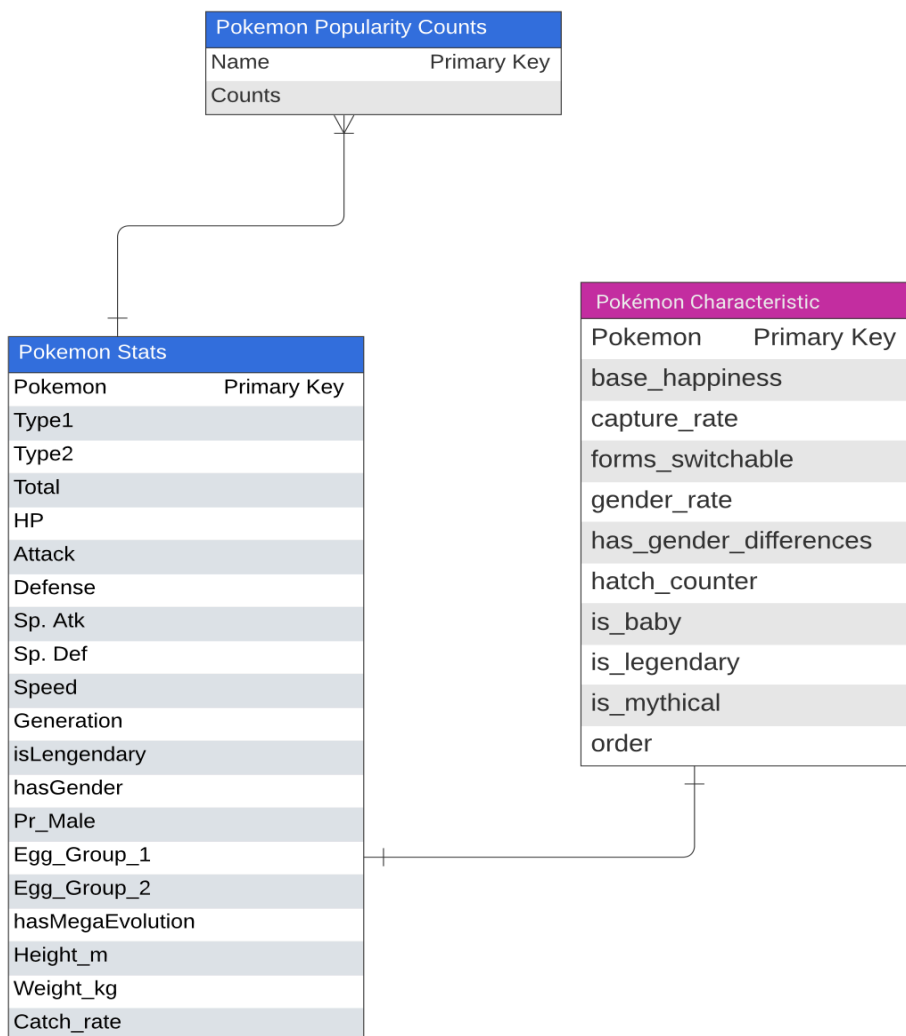 Pokemon Popularity Counts
Name Primary Key
Counts
Pokemon Stats
Pokemon Primary Key
Type1
Type2
Total
HP
Attack
Defense
Sp. Atk
Sp. Def
Speed
Generation
isLengendary
hasGender
Pr_Male
Egg_Group_1
Egg_Group_2
hasMegaEvolution
Height_m
Weight_kg
Catch_rate
Pokémon Characteristic
Pokemon Primary Key
base_happiness
capture_rate
forms_switchable
gender_rate
has_gender_differences
hatch_counter
is_baby
is_legendary
is_mythical
order